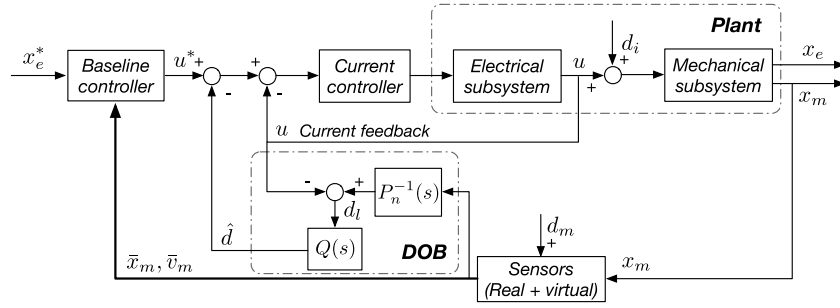 Plant
x_e^*
Baseline
controller
u^*
+
-
+
-
Current
controller
Electrical
subsystem
u
+
d_i
+
Mechanical
subsystem
x_e
x_m
u Current feedback
-
+
P_n^{-1}(s)
d_l
Q(s)
DOB
\hat{d}
\bar{x}_m, \bar{v}_m
d_m
+
Sensors
(Real + virtual)
x_m